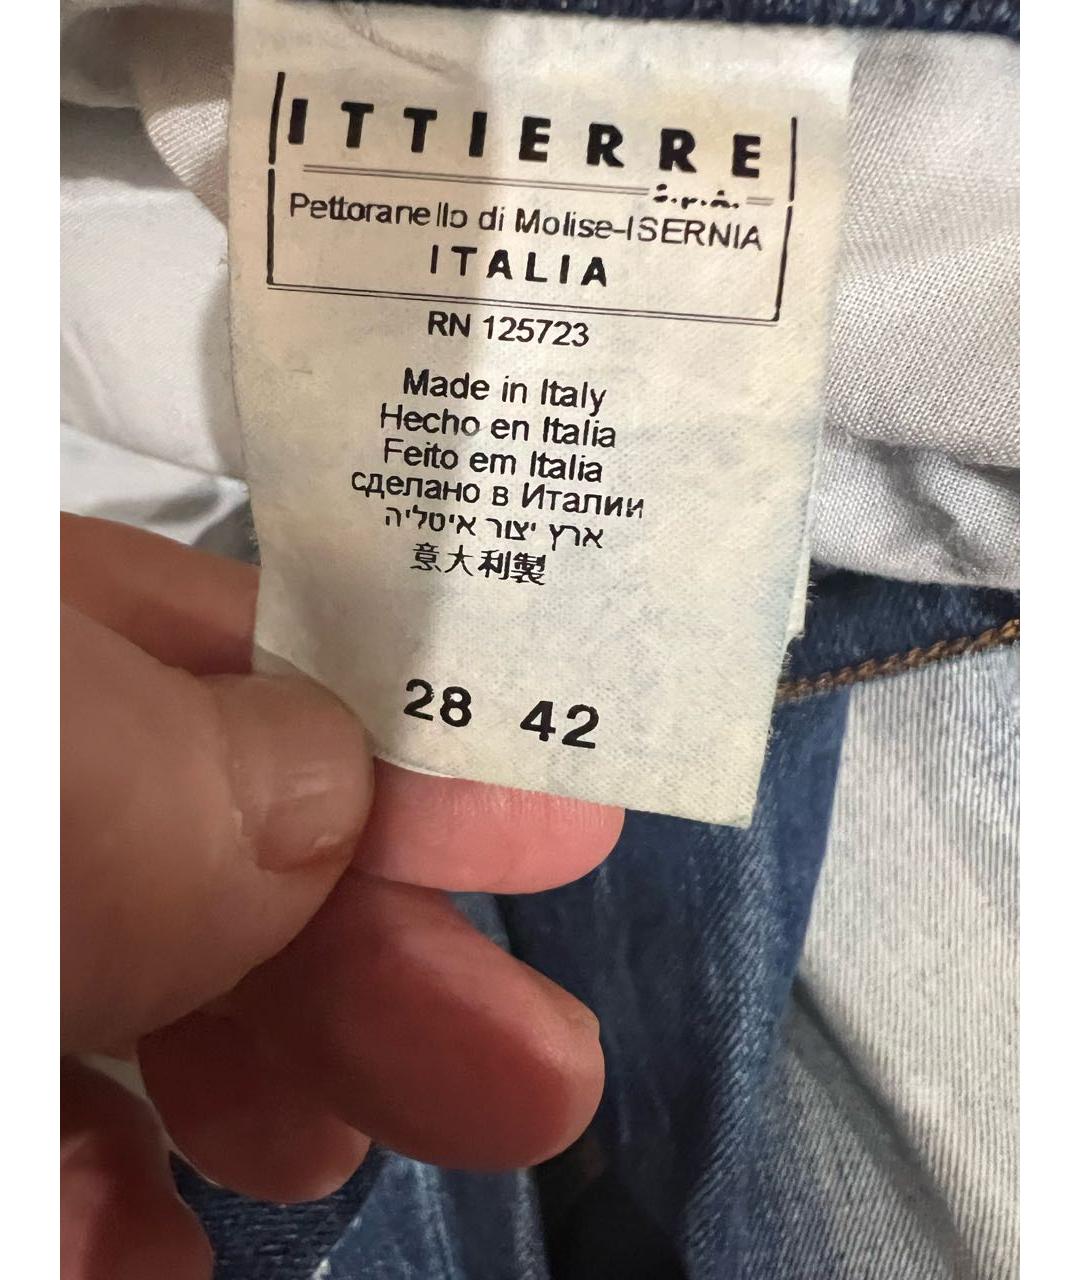 ITTIERRE
S.p.A.
Pettoranello di Molise-ISERNIA
ITALIA
RN 125723
Made in Italy
Hecho en Italia
Feito em Italia
сделано в Италии
ארץ יצור איטליה
意大利製
28 42